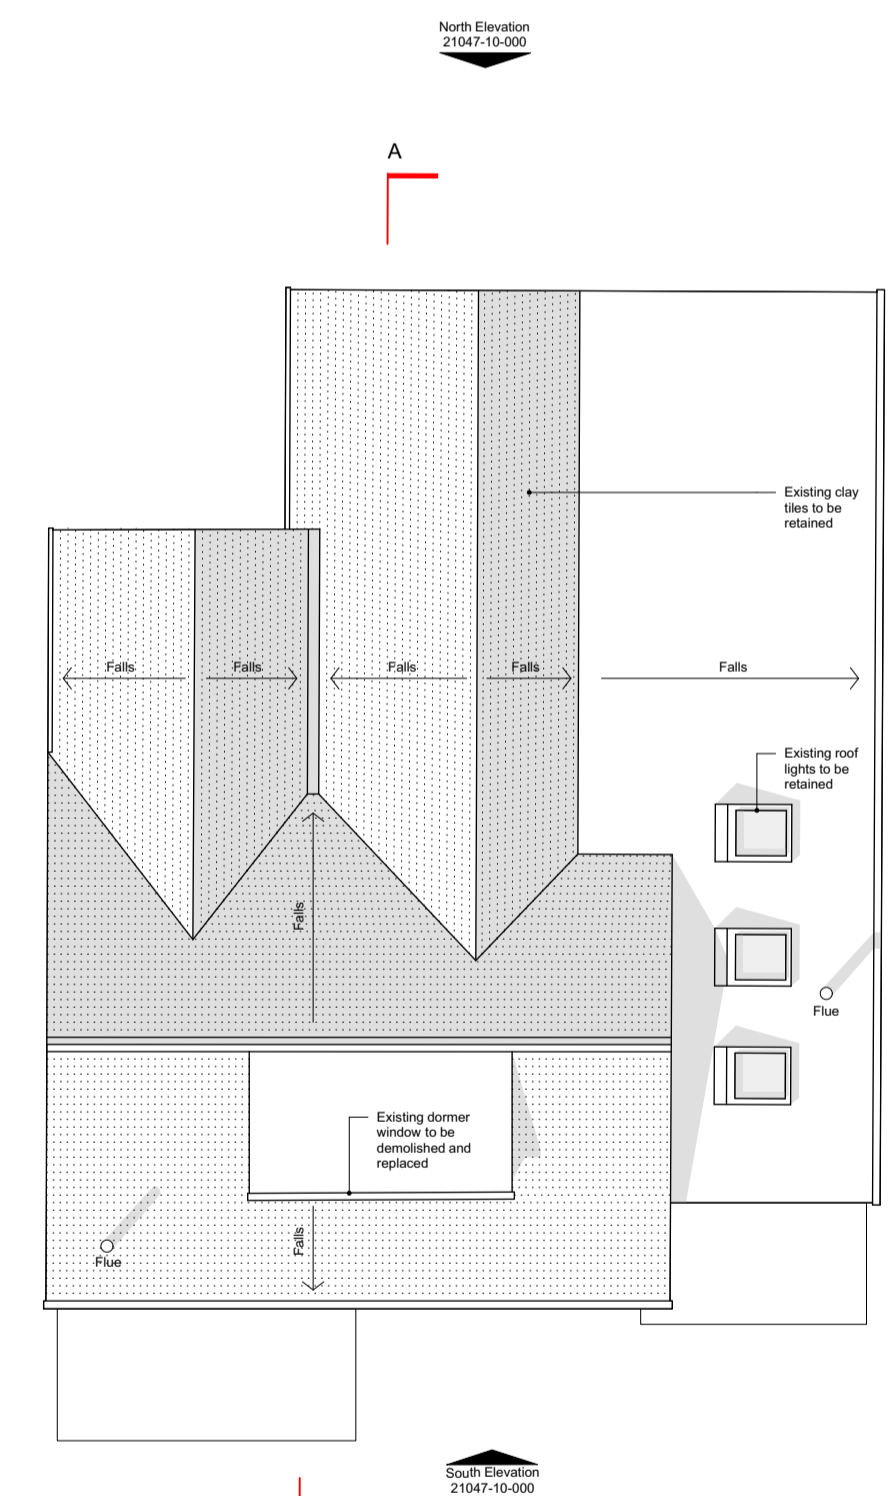 North Elevation
21047-10-000
A
Existing clay
tiles to be
retained
Falls
Falls
Falls
Falls
Falls
Existing roof
lights to be
retained
Falls
Flue
Existing dormer
window to be
demolished and
replaced
Falls
Flue
South Elevation
21047-10-000